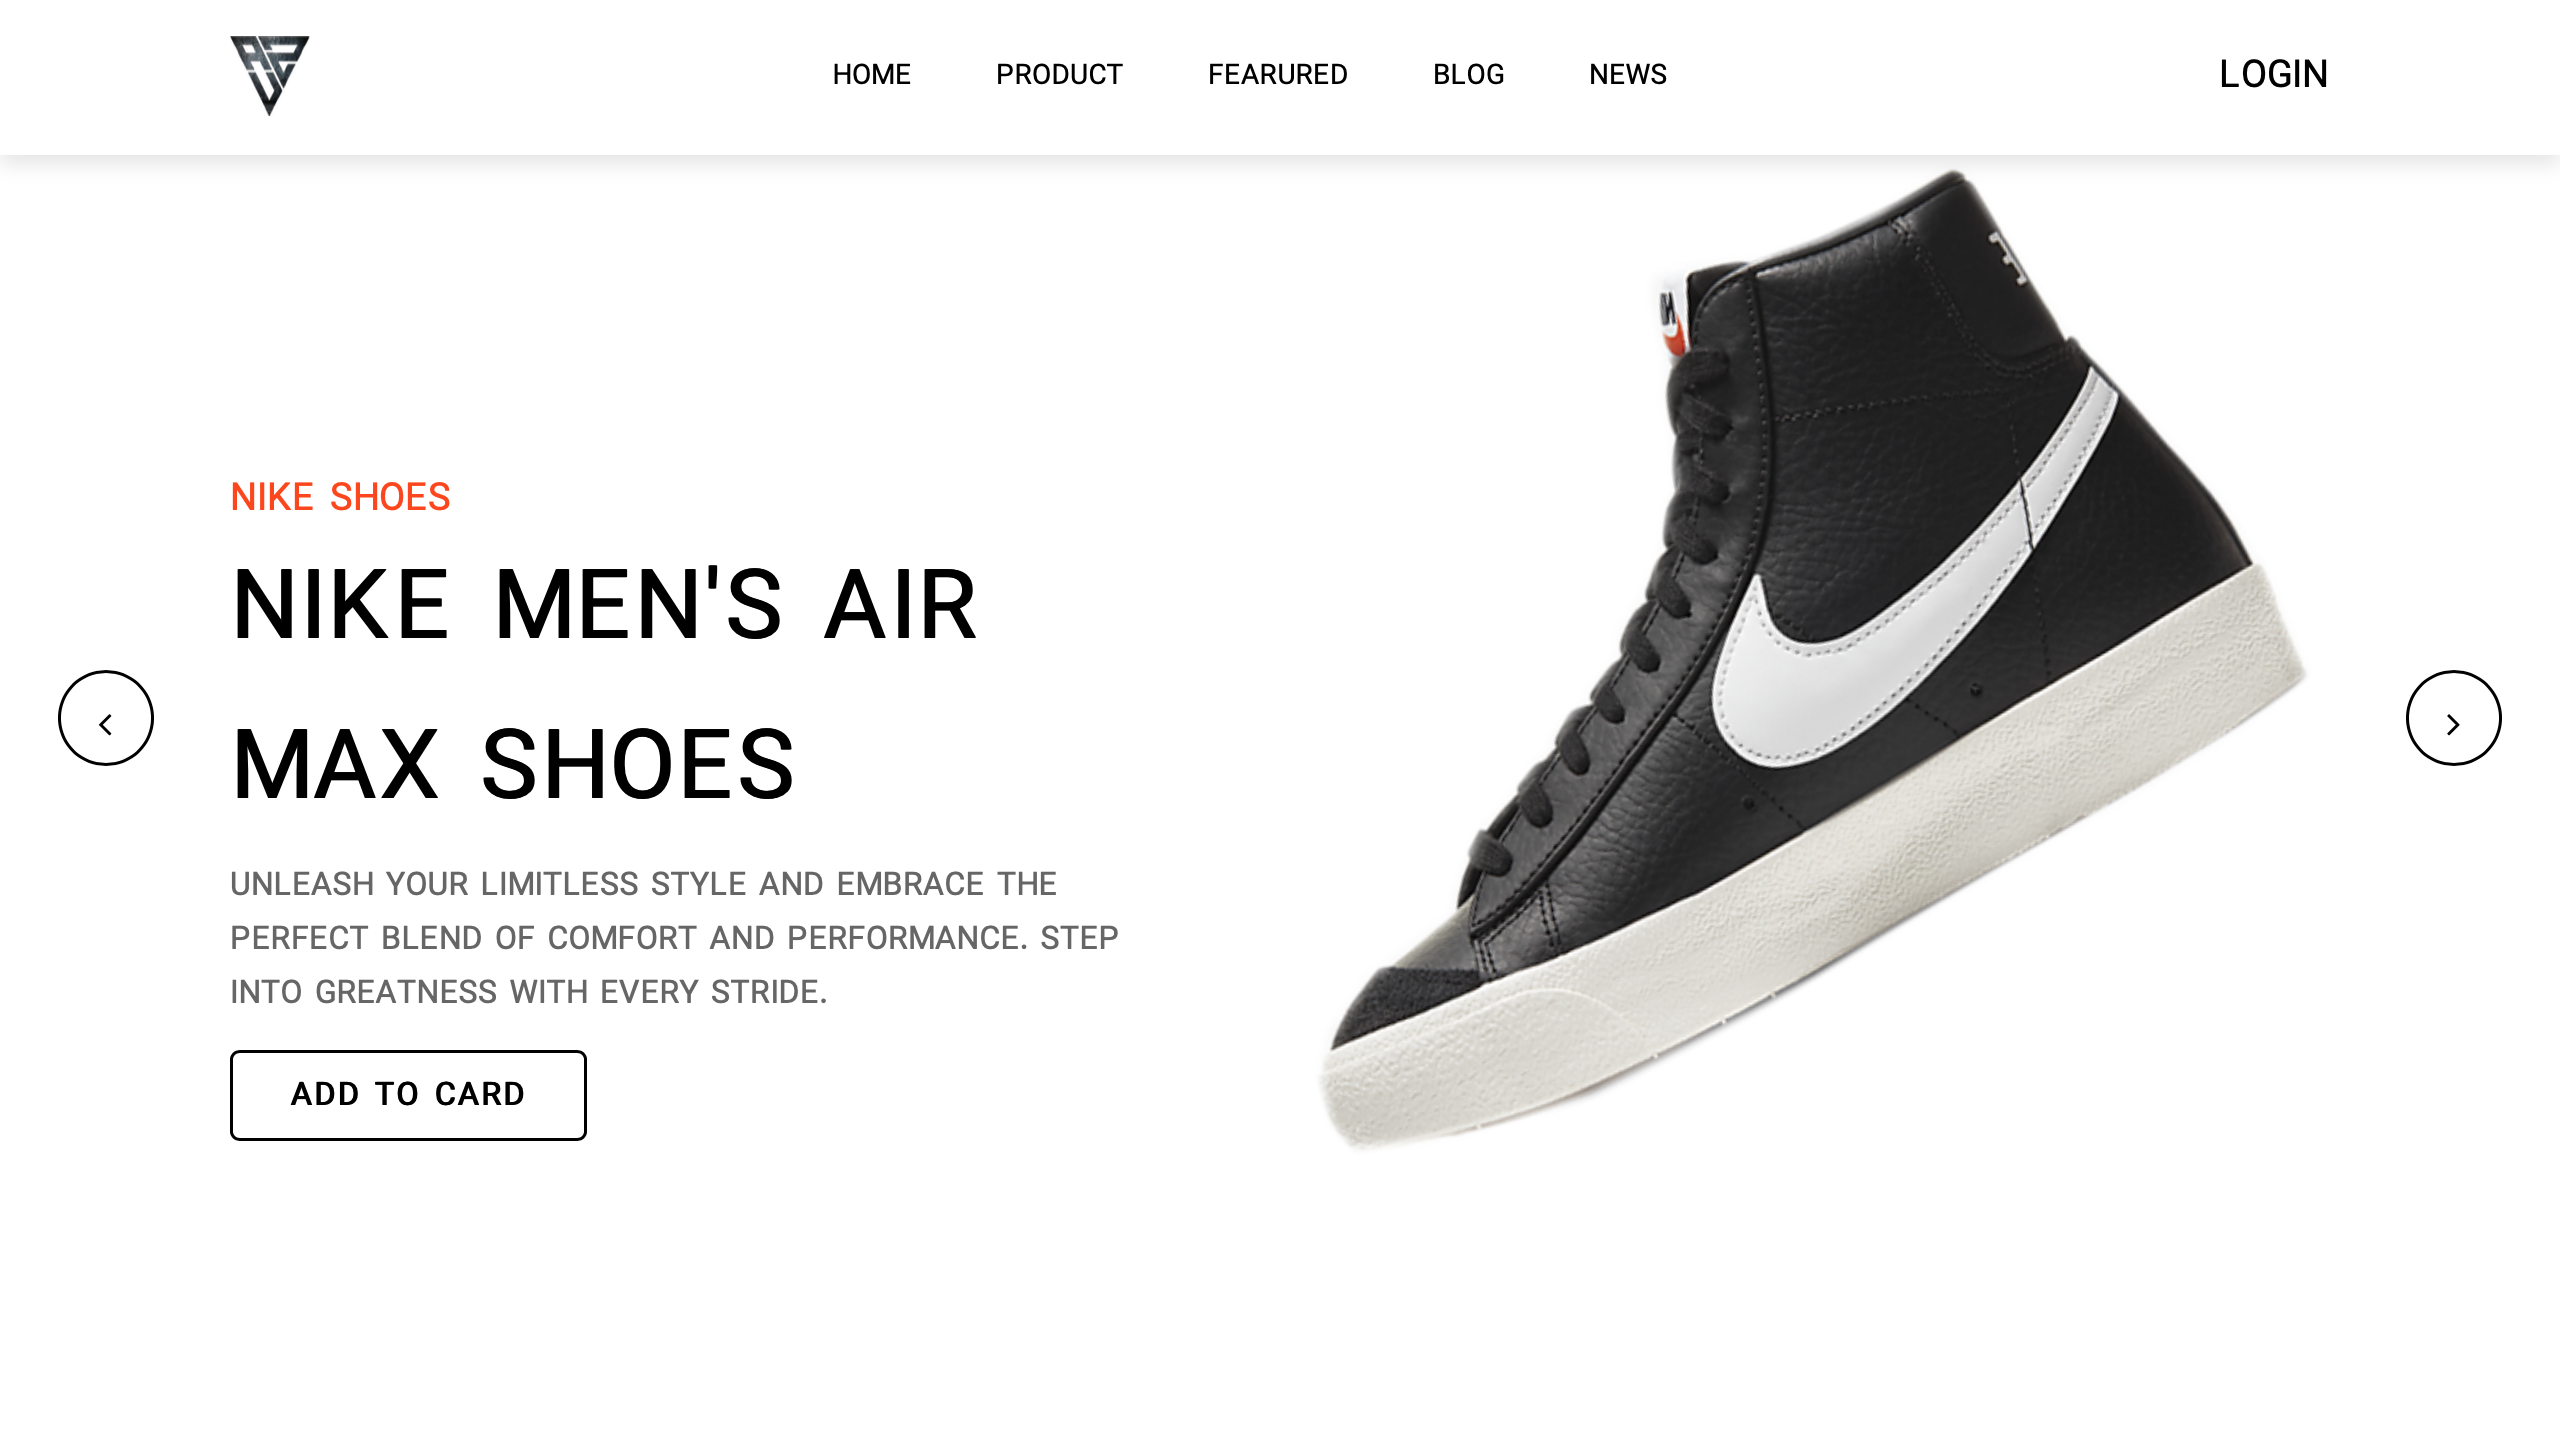 HOME PRODUCT FEARURED BLOG NEWS LOGIN
NIKE SHOES
NIKE MEN'S AIR
MAX SHOES
UNLEASH YOUR LIMITLESS STYLE AND EMBRACE THE
PERFECT BLEND OF COMFORT AND PERFORMANCE. STEP
INTO GREATNESS WITH EVERY STRIDE.
ADD TO CARD